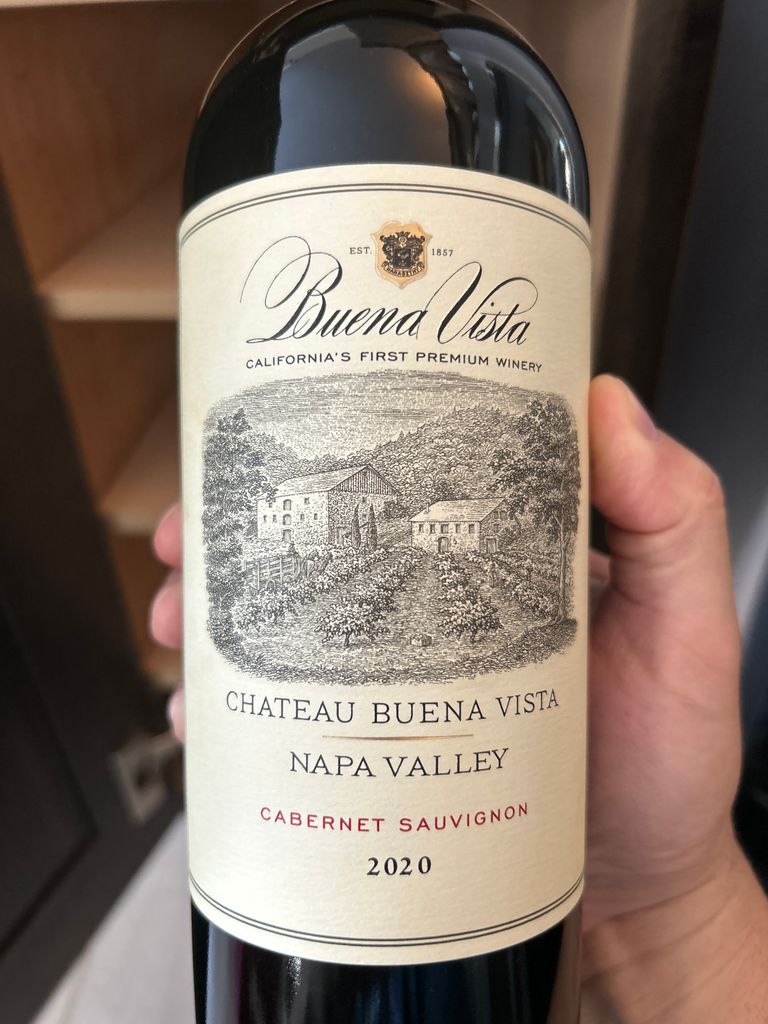 EST. 1857
Buena Vista
CALIFORNIA'S FIRST PREMIUM WINERY
CHATEAU BUENA VISTA
NAPA VALLEY
CABERNET SAUVIGNON
2020